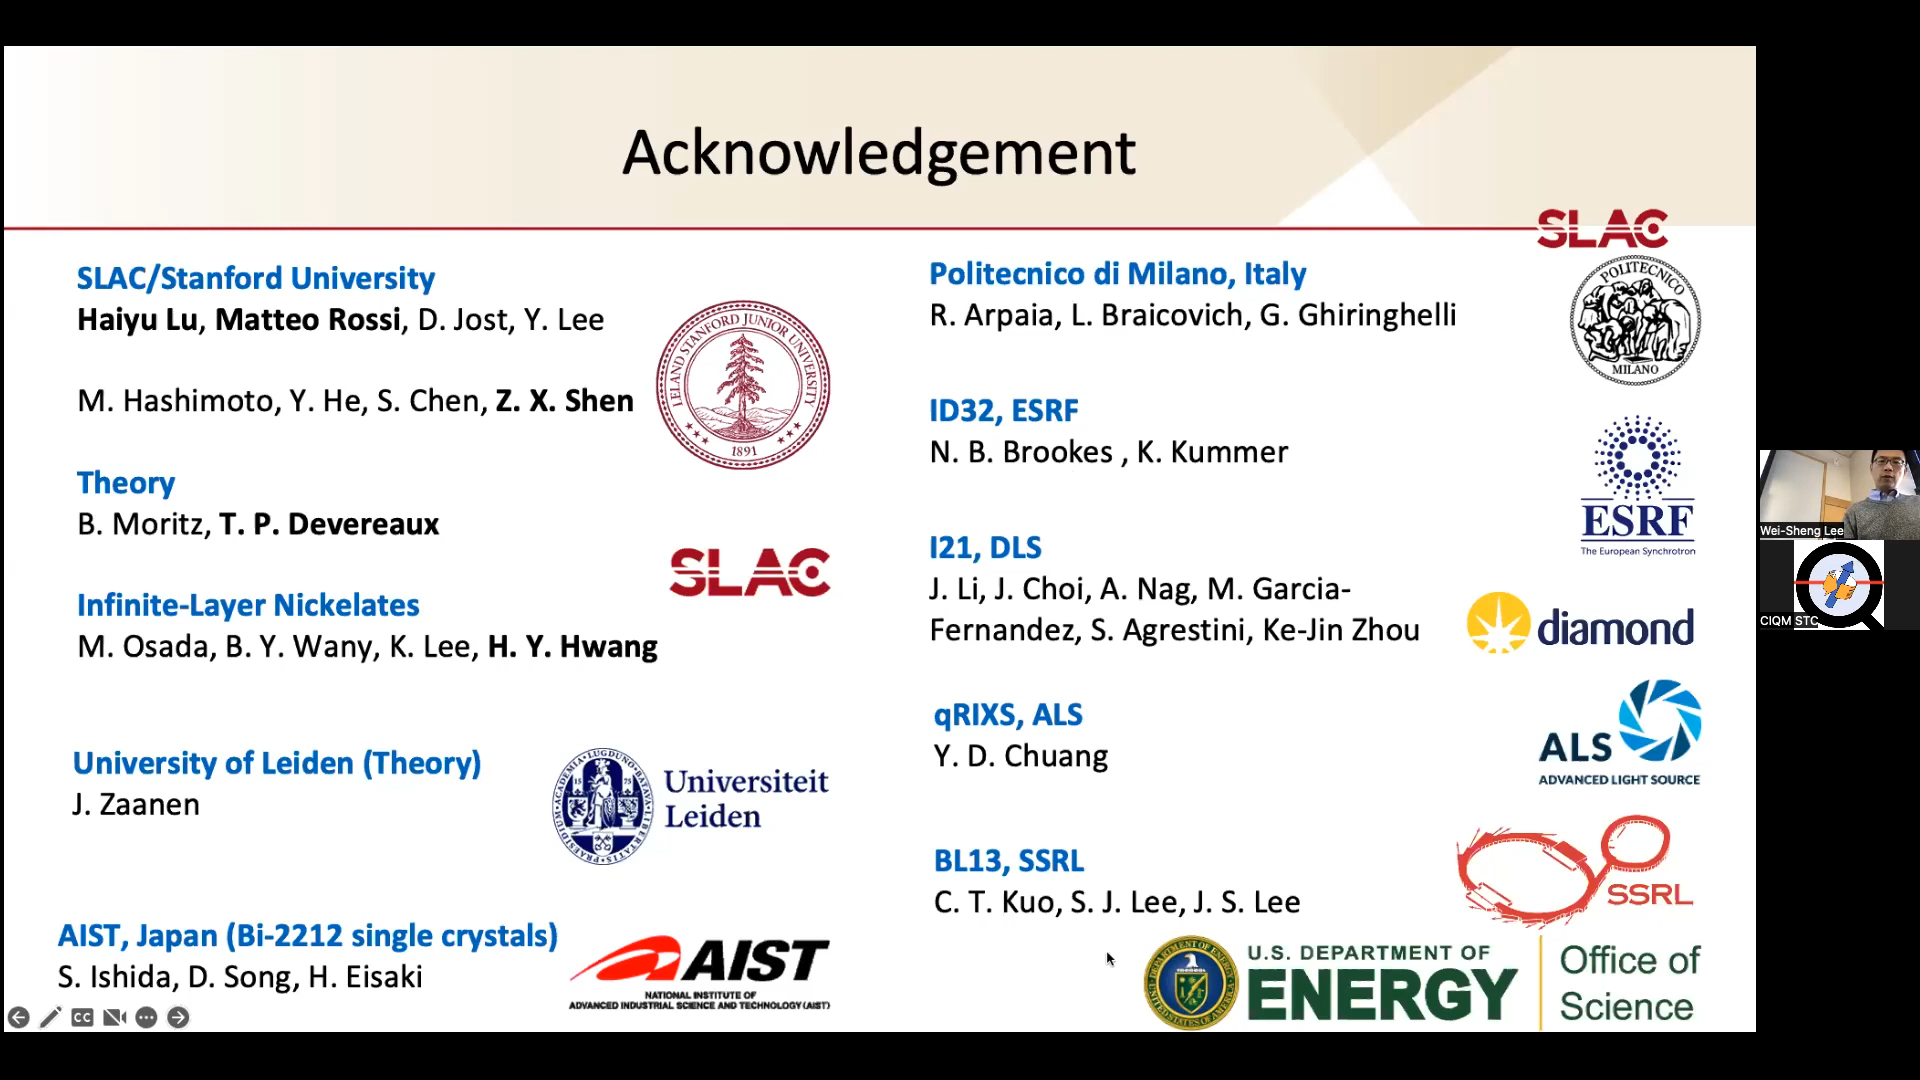 Acknowledgement
SLAC
SLAC/Stanford University
Haiyu Lu, Matteo Rossi, D. Jost, Y. Lee
M. Hashimoto, Y. He, S. Chen, Z. X. Shen
LELAND STANFORD JUNIOR UNIVERSITY
1891
Theory
B. Moritz, T. P. Devereaux
SLAC
Infinite-Layer Nickelates
M. Osada, B. Y. Wany, K. Lee, H. Y. Hwang
University of Leiden (Theory)
J. Zaanen
Universiteit
Leiden
AIST, Japan (Bi-2212 single crystals)
S. Ishida, D. Song, H. Eisaki
AIST
NATIONAL INSTITUTE OF
ADVANCED INDUSTRIAL SCIENCE AND TECHNOLOGY (AIST)
Politecnico di Milano, Italy
R. Arpaia, L. Braicovich, G. Ghiringhelli
POLITECNICO
MILANO
ID32, ESRF
N. B. Brookes , K. Kummer
ESRF
The European Synchrotron
I21, DLS
J. Li, J. Choi, A. Nag, M. Garcia-
Fernandez, S. Agrestini, Ke-Jin Zhou
diamond
qRIXS, ALS
Y. D. Chuang
ALS
ADVANCED LIGHT SOURCE
BL13, SSRL
C. T. Kuo, S. J. Lee, J. S. Lee
SSRL
U.S. DEPARTMENT OF
ENERGY
Office of
Science
CC
Wei-Sheng Lee
CIQM STC